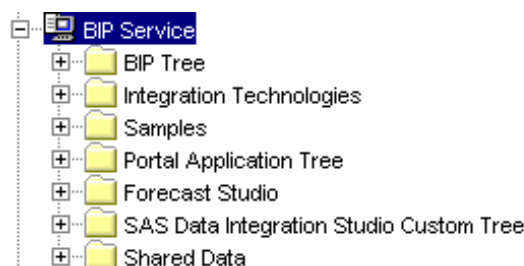 BIP Service
BIP Tree
Integration Technologies
Samples
Portal Application Tree
Forecast Studio
SAS Data Integration Studio Custom Tree
Shared Data